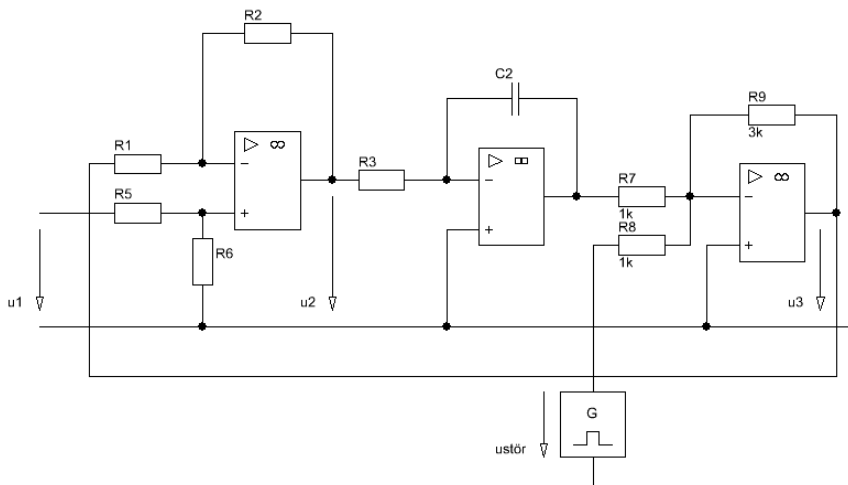 R2
C2
R9
3k
R1
▷ ∞
R3
▷
R7
▷ ∞
−
−
−
R5
1k
R8
+
+
+
R6
1k
u1
u2
u3
G
ustör